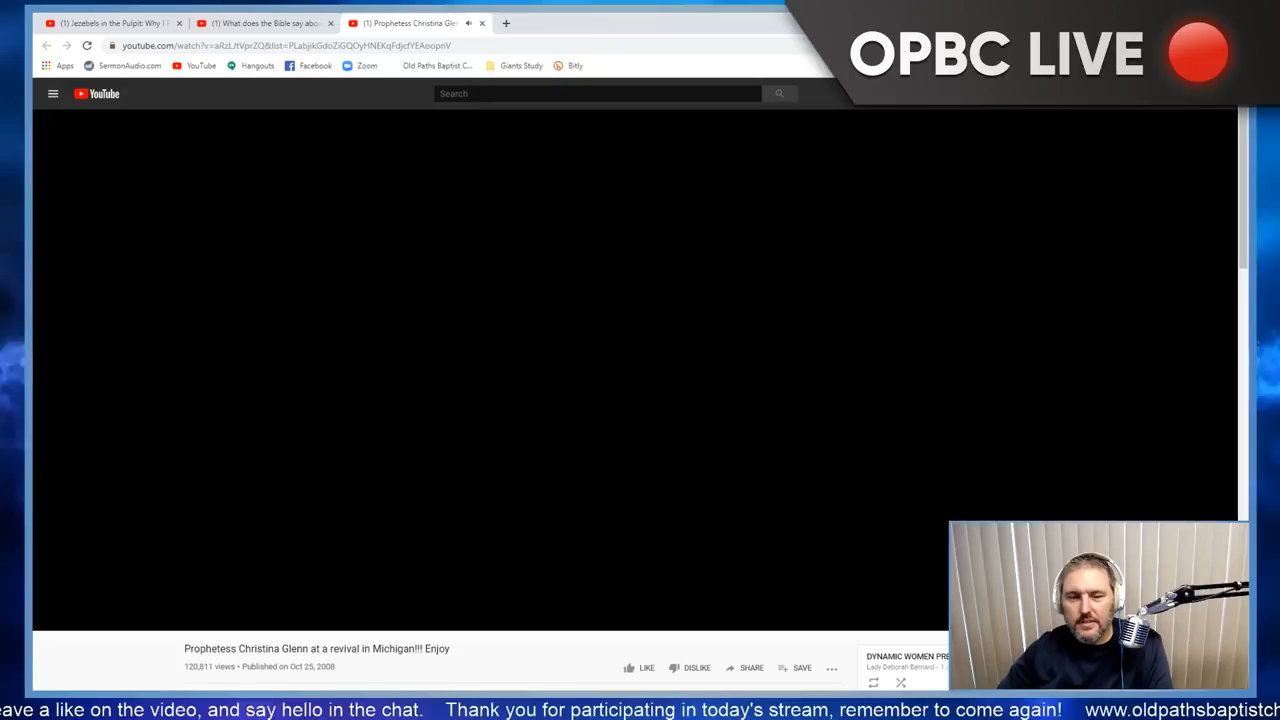 (1) Jezebels in the Pulpit: Why I
(1) What does the Bible say abou
(1) Prophetess Christina Glen
OPBC LIVE
youtube.com/watch?v=aRzLJtVprZQ&list=PLabjikGdoZiGQOyHNEKqFdjcfYEAoopnV
Apps
SermonAudio.com
YouTube
Hangouts
Facebook
Zoom
Old Paths Baptist C...
Giants Study
Bitly
YouTube
Search
Prophetess Christina Glenn at a revival in Michigan!!! Enjoy
120,811 views • Published on Oct 25, 2008
LIKE
DISLIKE
SHARE
SAVE
DYNAMIC WOMEN PRE
Lady Deborah Bernard - 1
eave a like on the video, and say hello in the chat. Thank you for participating in today's stream, remember to come again! www.oldpathsbaptistch